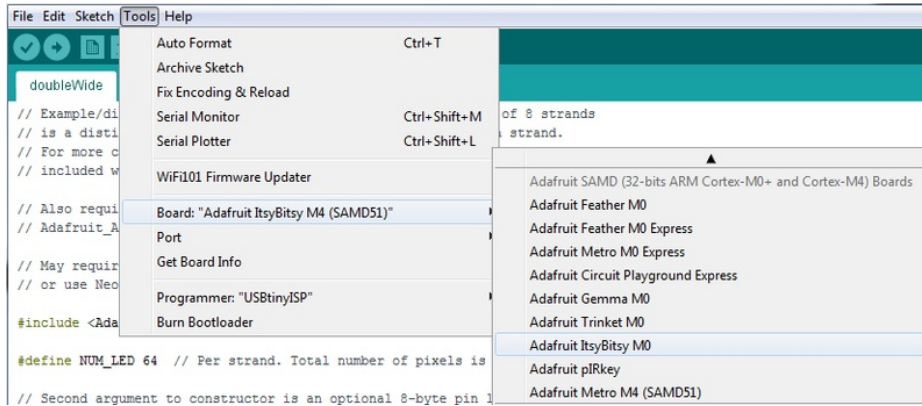 File Edit Sketch Tools Help
Auto Format Ctrl+T
Archive Sketch
Fix Encoding & Reload
Serial Monitor Ctrl+Shift+M
Serial Plotter Ctrl+Shift+L
WiFi101 Firmware Updater
Board: "Adafruit ItsyBitsy M4 (SAMD51)"
Port
Get Board Info
Programmer: "USBtinyISP"
Burn Bootloader
Adafruit SAMD (32-bits ARM Cortex-M0+ and Cortex-M4) Boards
Adafruit Feather M0
Adafruit Feather M0 Express
Adafruit Metro M0 Express
Adafruit Circuit Playground Express
Adafruit Gemma M0
Adafruit Trinket M0
Adafruit ItsyBitsy M0
Adafruit pIRkey
Adafruit Metro M4 (SAMD51)
doubleWide
// Example/di of 8 strands
// is a disti strand.
// For more c
// included w
// Also requi
// Adafruit_A
// May requir
// or use Neo
#include <Ada
#define NUM_LED 64 // Per strand. Total number of pixels is
// Second argument to constructor is an optional 8-byte pin l